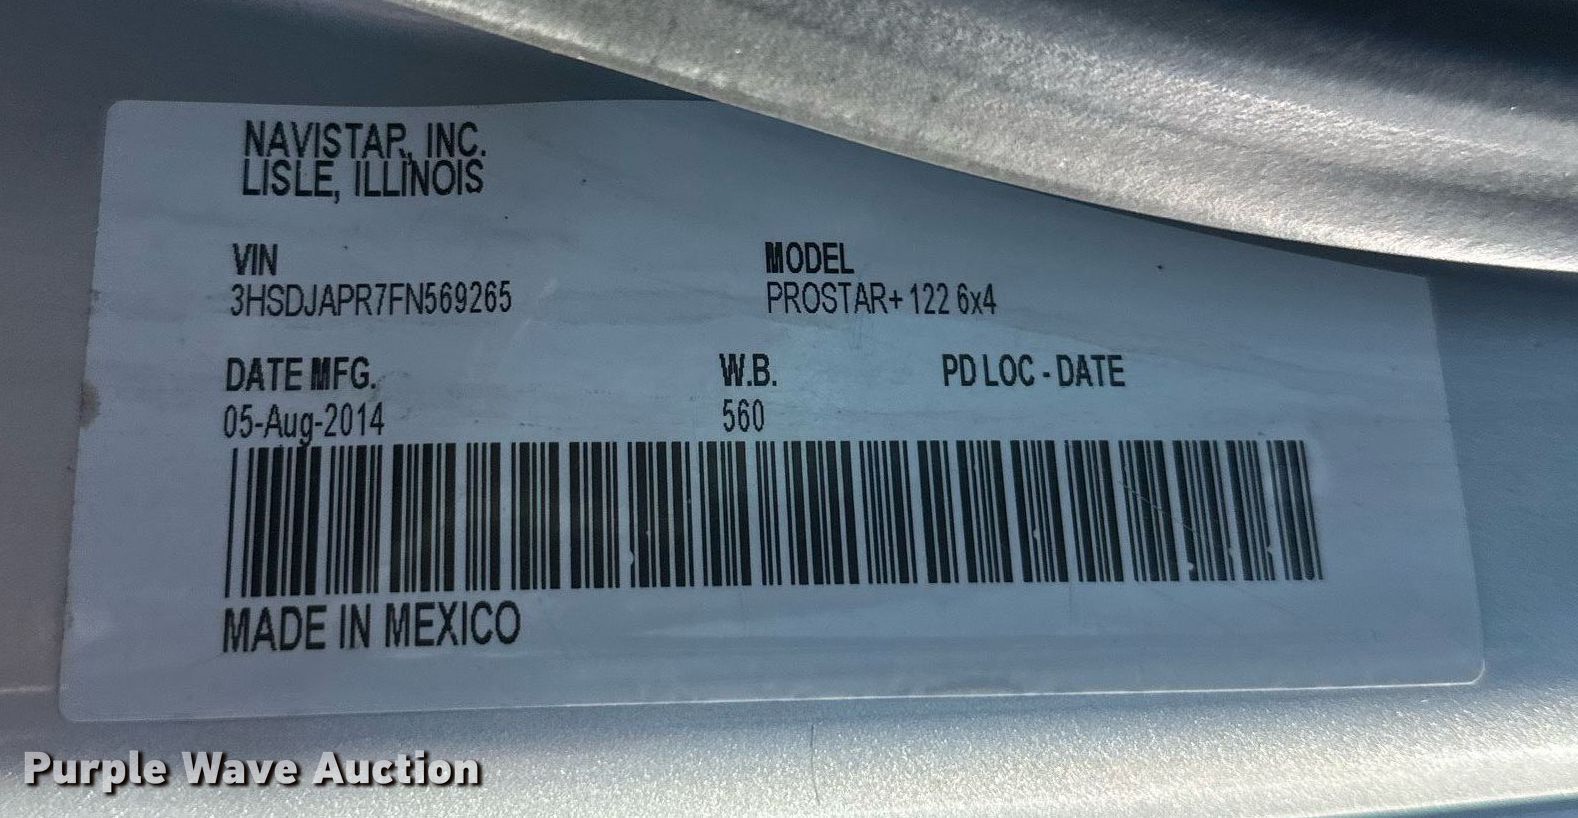 NAVISTAR, INC.
LISLE, ILLINOIS
VIN
3HSDJAPR7FN569265
MODEL
PROSTAR+ 122 6x4
DATE MFG.
05-Aug-2014
W.B.
560
PD LOC - DATE
MADE IN MEXICO
Purple Wave Auction